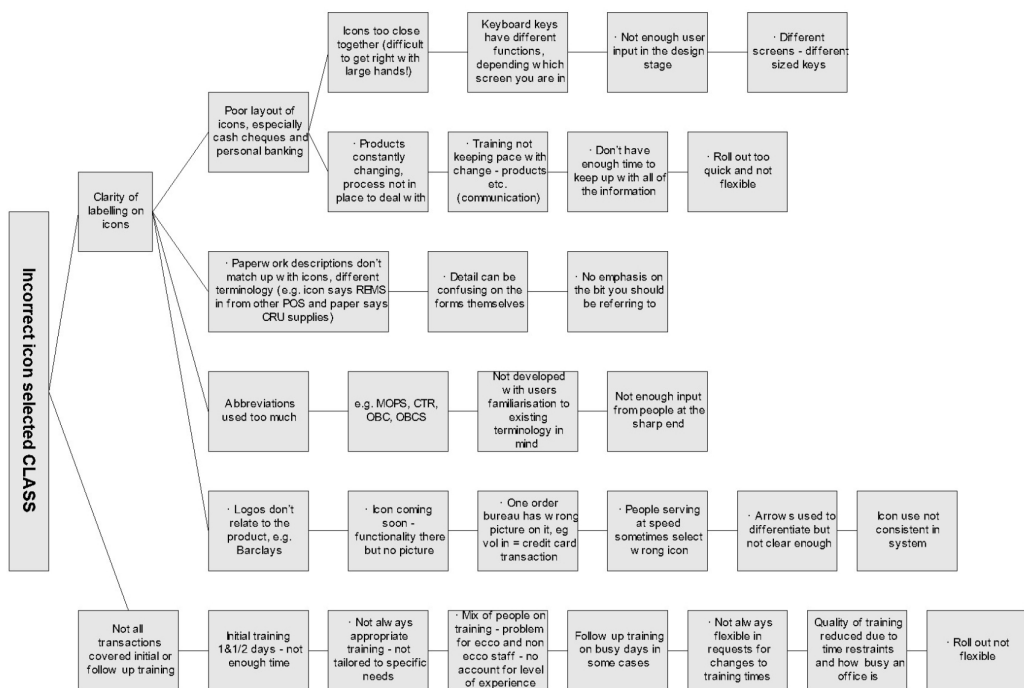 Icons too close
together (difficult
to get right with
large hands!)
Keyboard keys
have different
functions,
depending which
screen you are in
· Not enough user
input in the design
stage
· Different
screens - different
sized keys
Poor layout of
icons, especially
cash cheques and
personal banking
· Products
constantly
changing,
process not in
place to deal with
· Training not
keeping pace with
change - products
etc.
(communication)
· Don't have
enough time to
keep up with all of
the information
· Roll out too
quick and not
flexible
Clarity of
labelling on
icons
Incorrect icon selected CLASS
· Paperwork descriptions don't
match up with icons, different
terminology (e.g. icon says REMS
in from other POS and paper says
CRU supplies)
· Detail can be
confusing on the
forms themselves
· No emphasis on
the bit you should
be referring to
Abbreviations
used too much
e.g. MOPS, CTR,
OBC, OBCS
Not developed
with users
familiarisation to
existing
terminology in
mind
Not enough input
from people at the
sharp end
· Logos don't
relate to the
product, e.g.
Barclays
· Icon coming
soon -
functionality there
but no picture
· One order
bureau has wrong
picture on it, eg
vol in = credit card
transaction
· People serving
at speed
sometimes select
wrong icon
· Arrows used to
differentiate but
not clear enough
Icon use not
consistent in
system
Not all
transactions
covered initial or
follow up training
Initial training
1&1/2 days - not
enough time
· Not always
appropriate
training - not
tailored to specific
needs
· Mix of people on
training - problem
for ecco and non
ecco staff - no
account for level
of experience
Follow up training
on busy days in
some cases
· Not always
flexible in
requests for
changes to
training times
Quality of training
reduced due to
time restraints
and how busy an
office is
· Roll out not
flexible